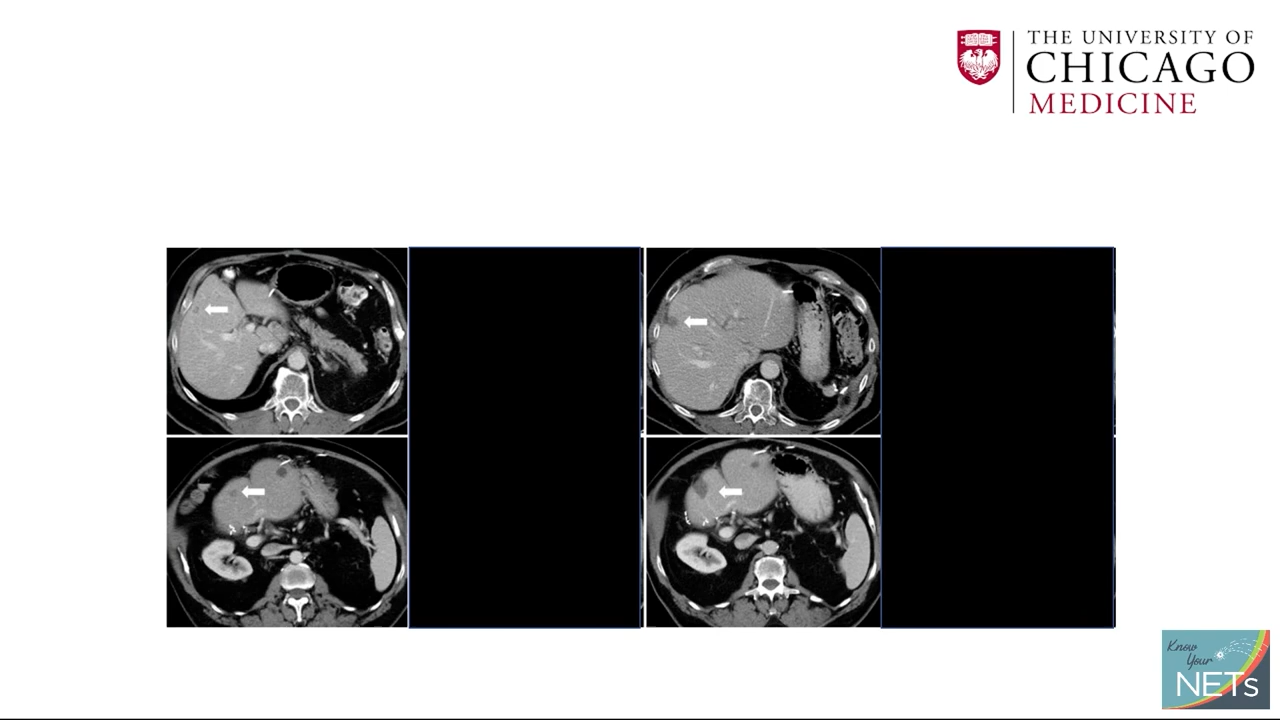 THE UNIVERSITY OF
CHICAGO
MEDICINE
Know
Your
NETs